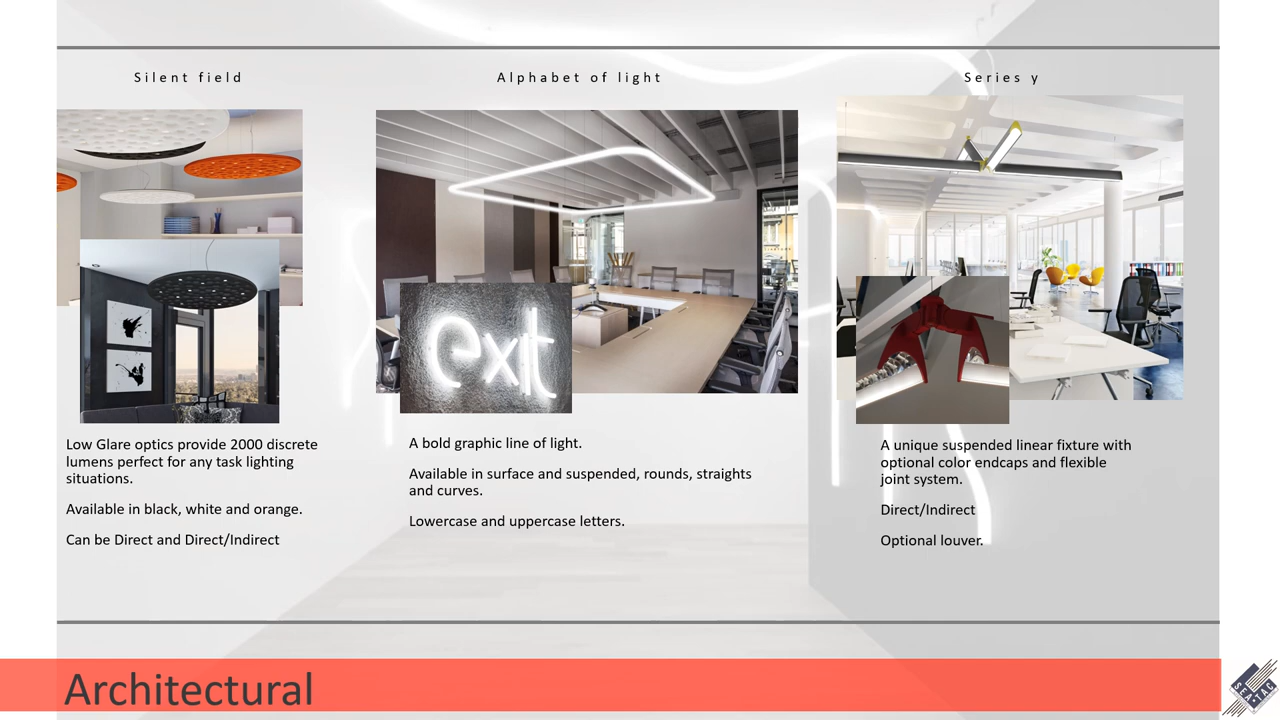 Silent field
Alphabet of light
Series y
exit
Low Glare optics provide 2000 discrete
lumens perfect for any task lighting
situations.
Available in black, white and orange.
Can be Direct and Direct/Indirect
A bold graphic line of light.
Available in surface and suspended, rounds, straights
and curves.
Lowercase and uppercase letters.
A unique suspended linear fixture with
optional color endcaps and flexible
joint system.
Direct/Indirect
Optional louver.
Architectural
SEA·TAC